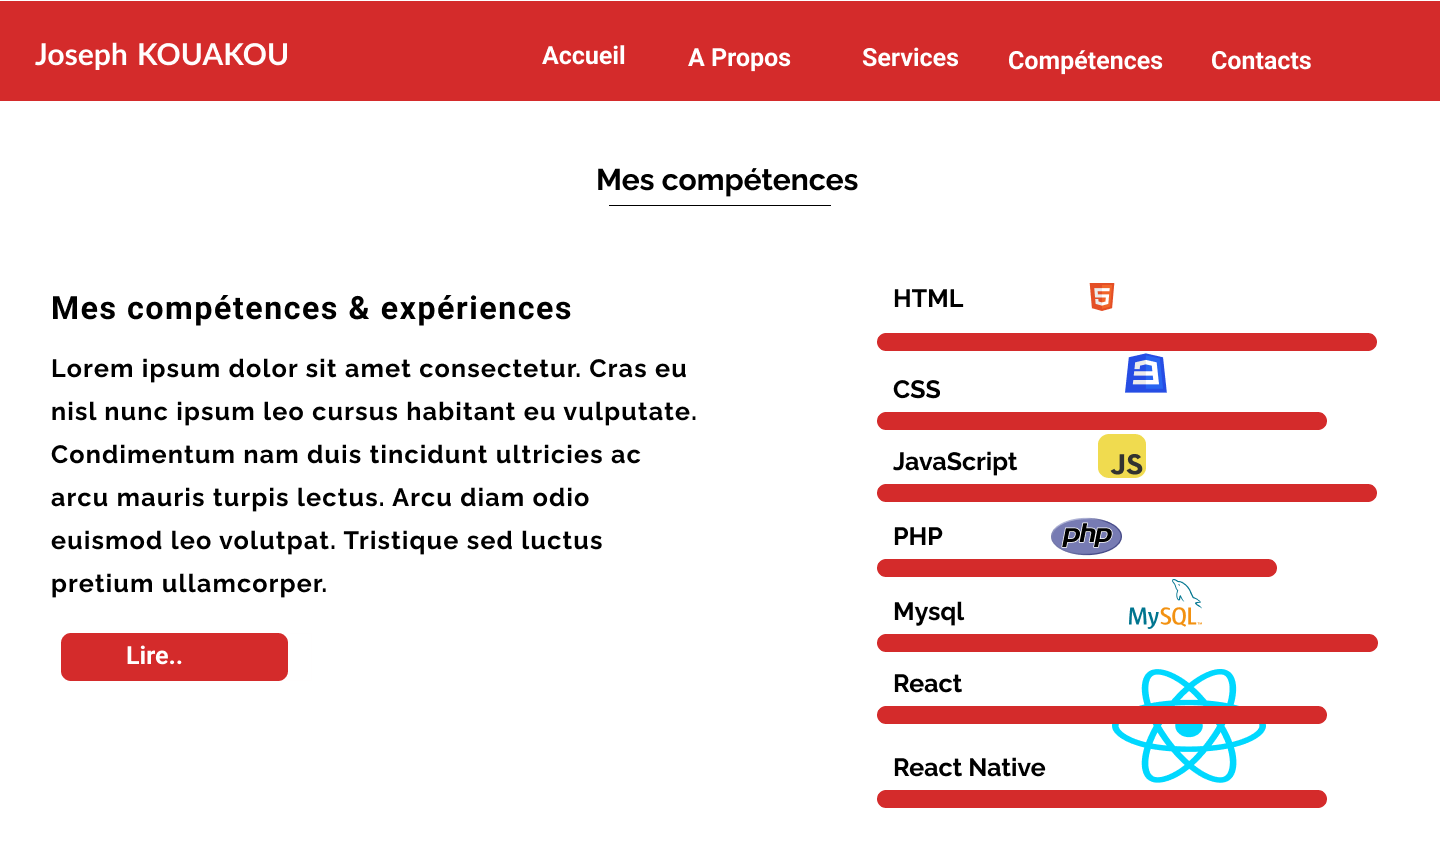 Joseph KOUAKOU
Accueil
A Propos
Services
Compétences
Contacts
Mes compétences
Mes compétences & expériences
Lorem ipsum dolor sit amet consectetur. Cras eu
nisl nunc ipsum leo cursus habitant eu vulputate.
Condimentum nam duis tincidunt ultricies ac
arcu mauris turpis lectus. Arcu diam odio
euismod leo volutpat. Tristique sed luctus
pretium ullamcorper.
Lire..
HTML
5
CSS
3
JavaScript
JS
PHP
php
Mysql
MySQL
React
React Native